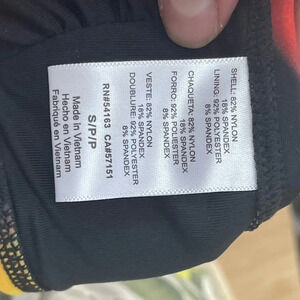 SHELL: 82% NYLON
18% SPANDEX
LINING: 92% POLYESTER
8% SPANDEX
CHAQUETA: 82% NYLON
18% SPANDEX
FORRO: 92% POLIESTER
8% SPANDEX
VESTE: 82% NYLON
18% SPANDEX
DOUBLURE: 92% POLYESTER
8% SPANDEX
RN#54163 CA#57151
S/P/P
Made in Vietnam
Hecho en Vietnam
Fabriqué en Vietnam